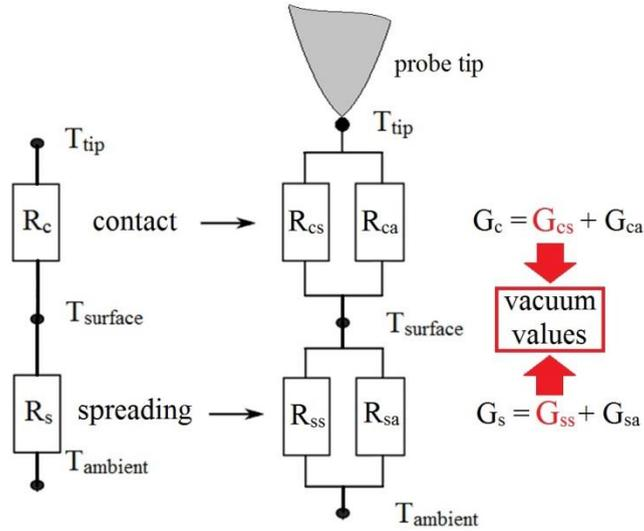 probe tip
T_tip
T_tip
R_c
contact
R_cs
R_ca
G_c = G_cs + G_ca
T_surface
T_surface
vacuum
values
R_s
spreading
R_ss
R_sa
G_s = G_ss + G_sa
T_ambient
T_ambient